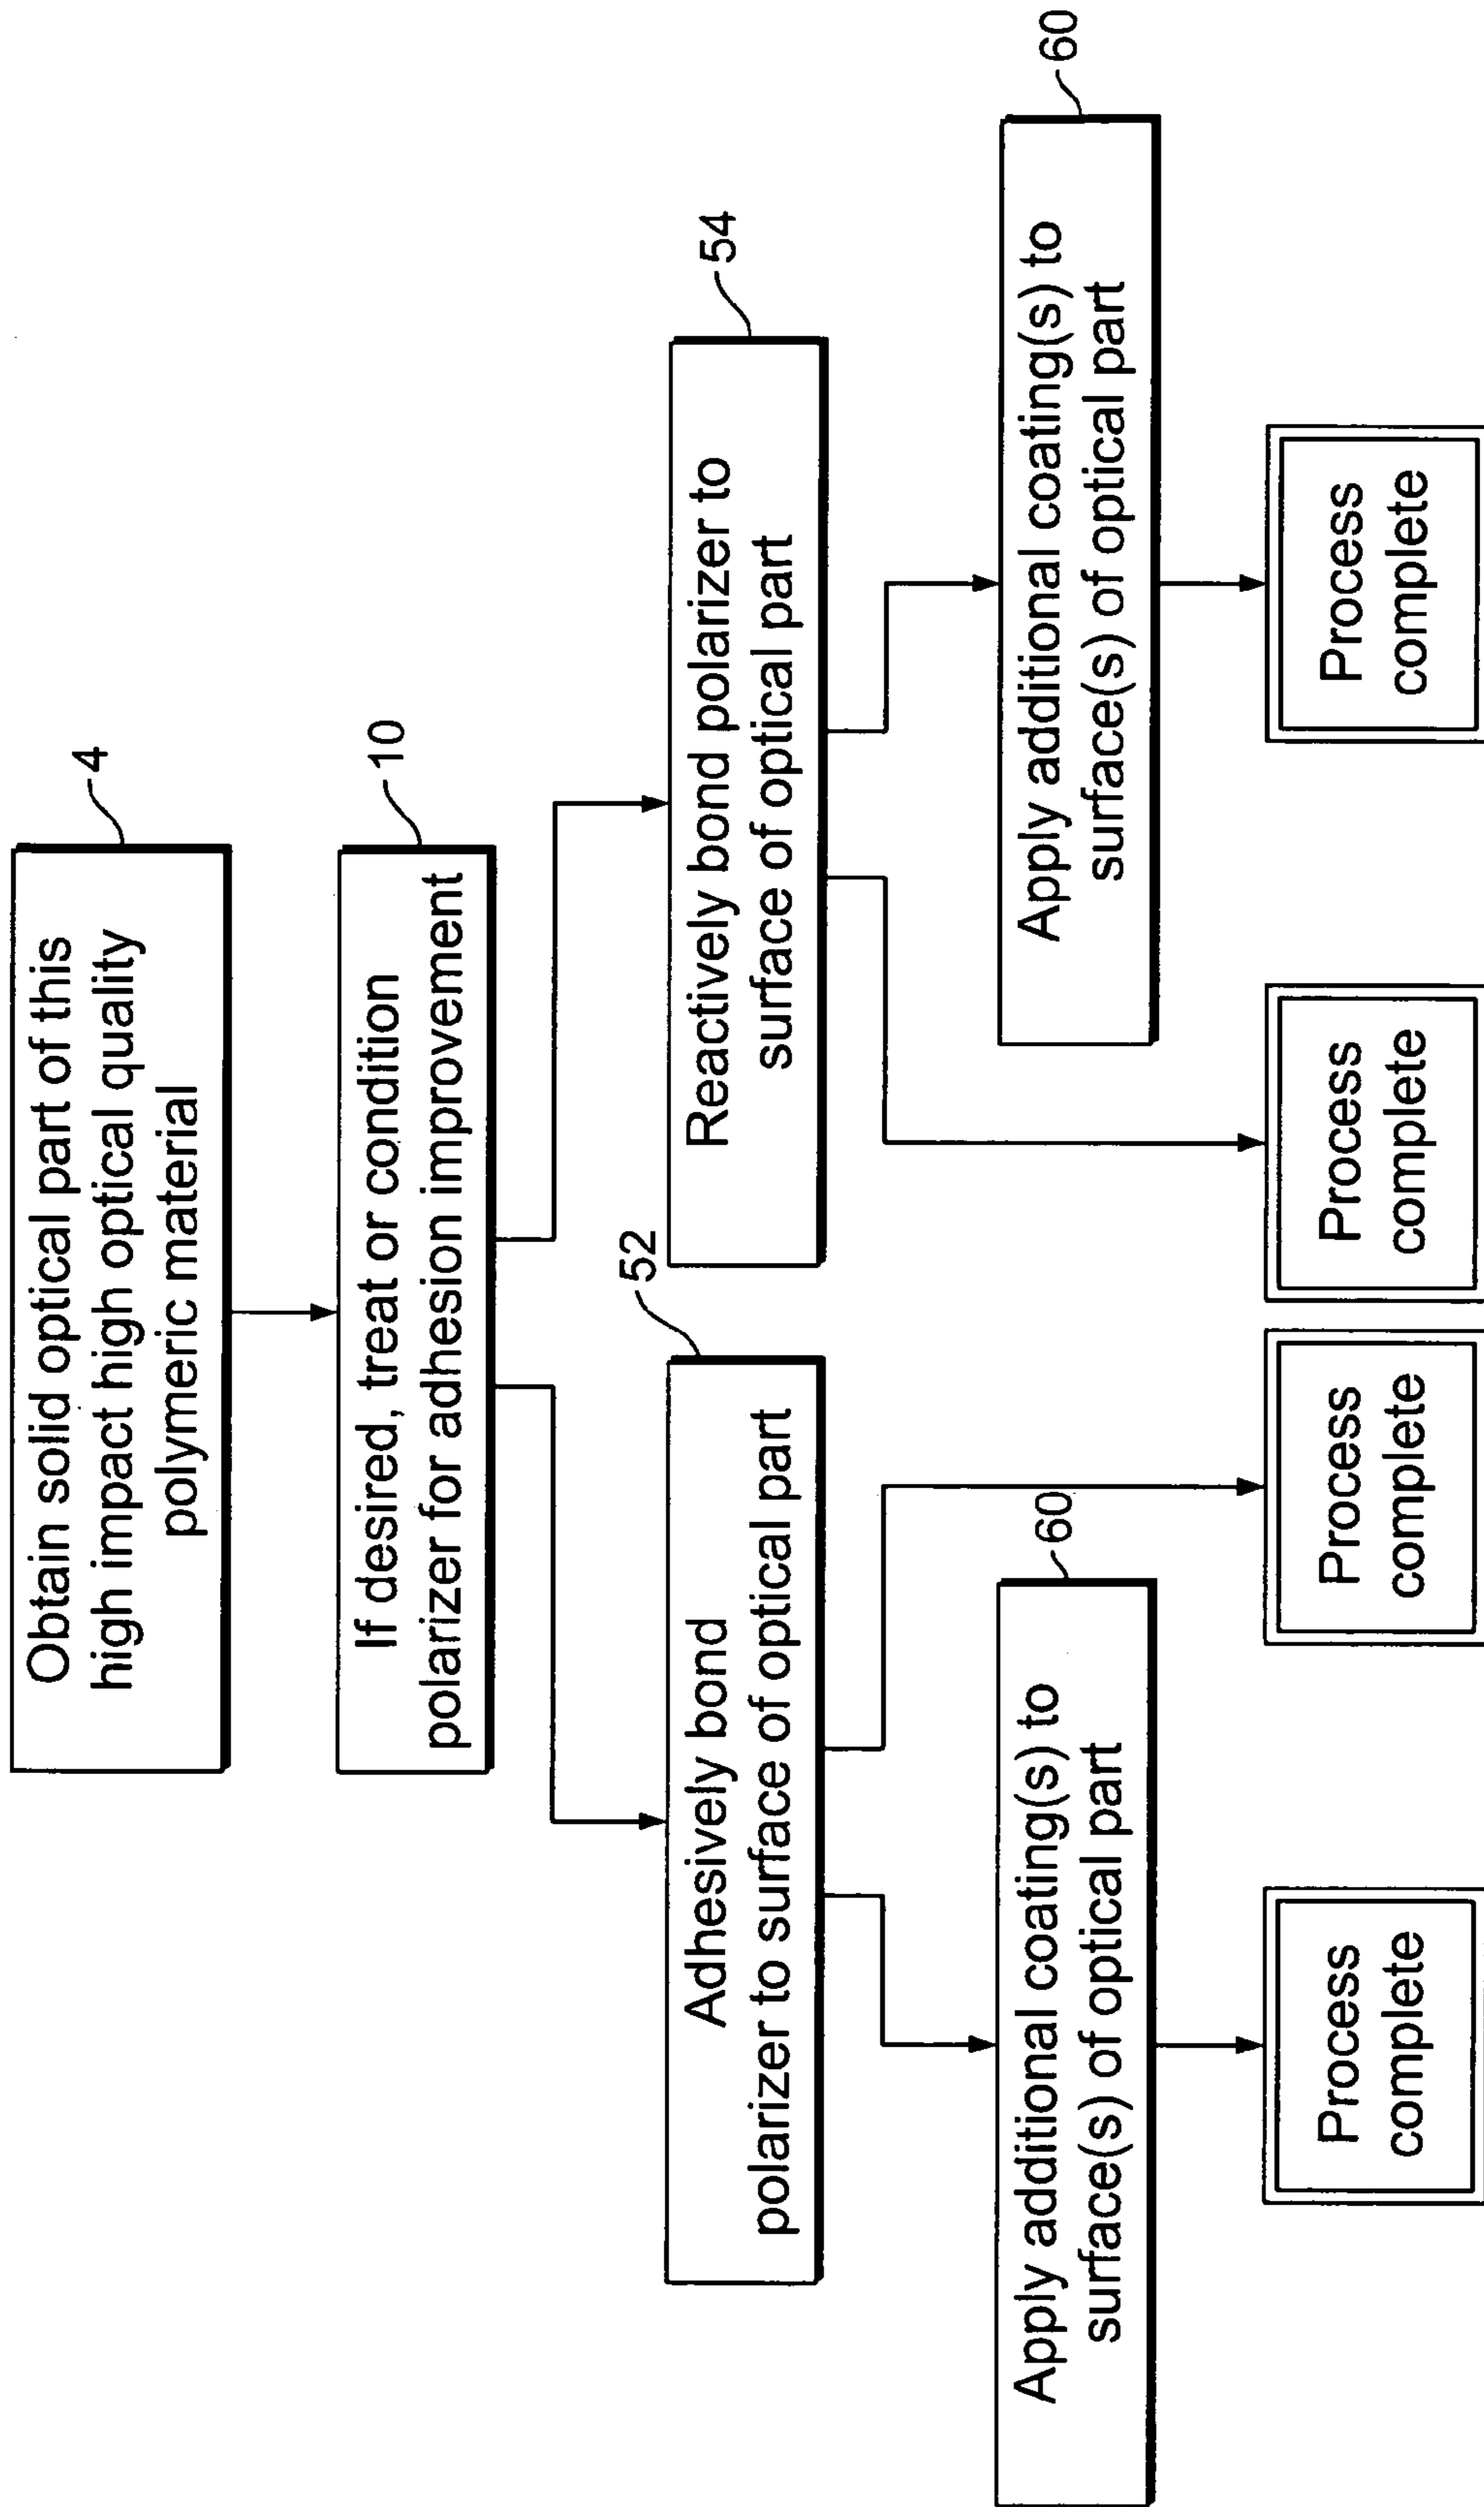 Obtain solid optical part of this
high impact high optical quality
polymeric material
4
If desired, treat or condition
polarizer for adhesion improvement
10
Adhesively bond
polarizer to surface of optical part
52
Reactively bond polarizer to
surface of optical part
54
Apply additional coating(s) to
surface(s) of optical part
60
Apply additional coating(s) to
surface(s) of optical part
60
Process
complete
Process
complete
Process
complete
Process
complete